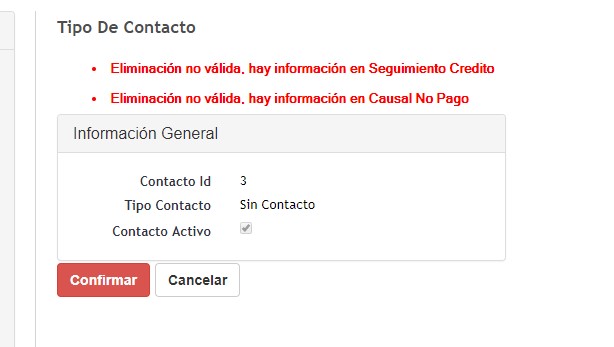 Tipo De Contacto
Eliminación no válida, hay información en Seguimiento Credito
Eliminación no válida, hay información en Causal No Pago
Información General
Contacto Id 3
Tipo Contacto Sin Contacto
Contacto Activo
Confirmar Cancelar